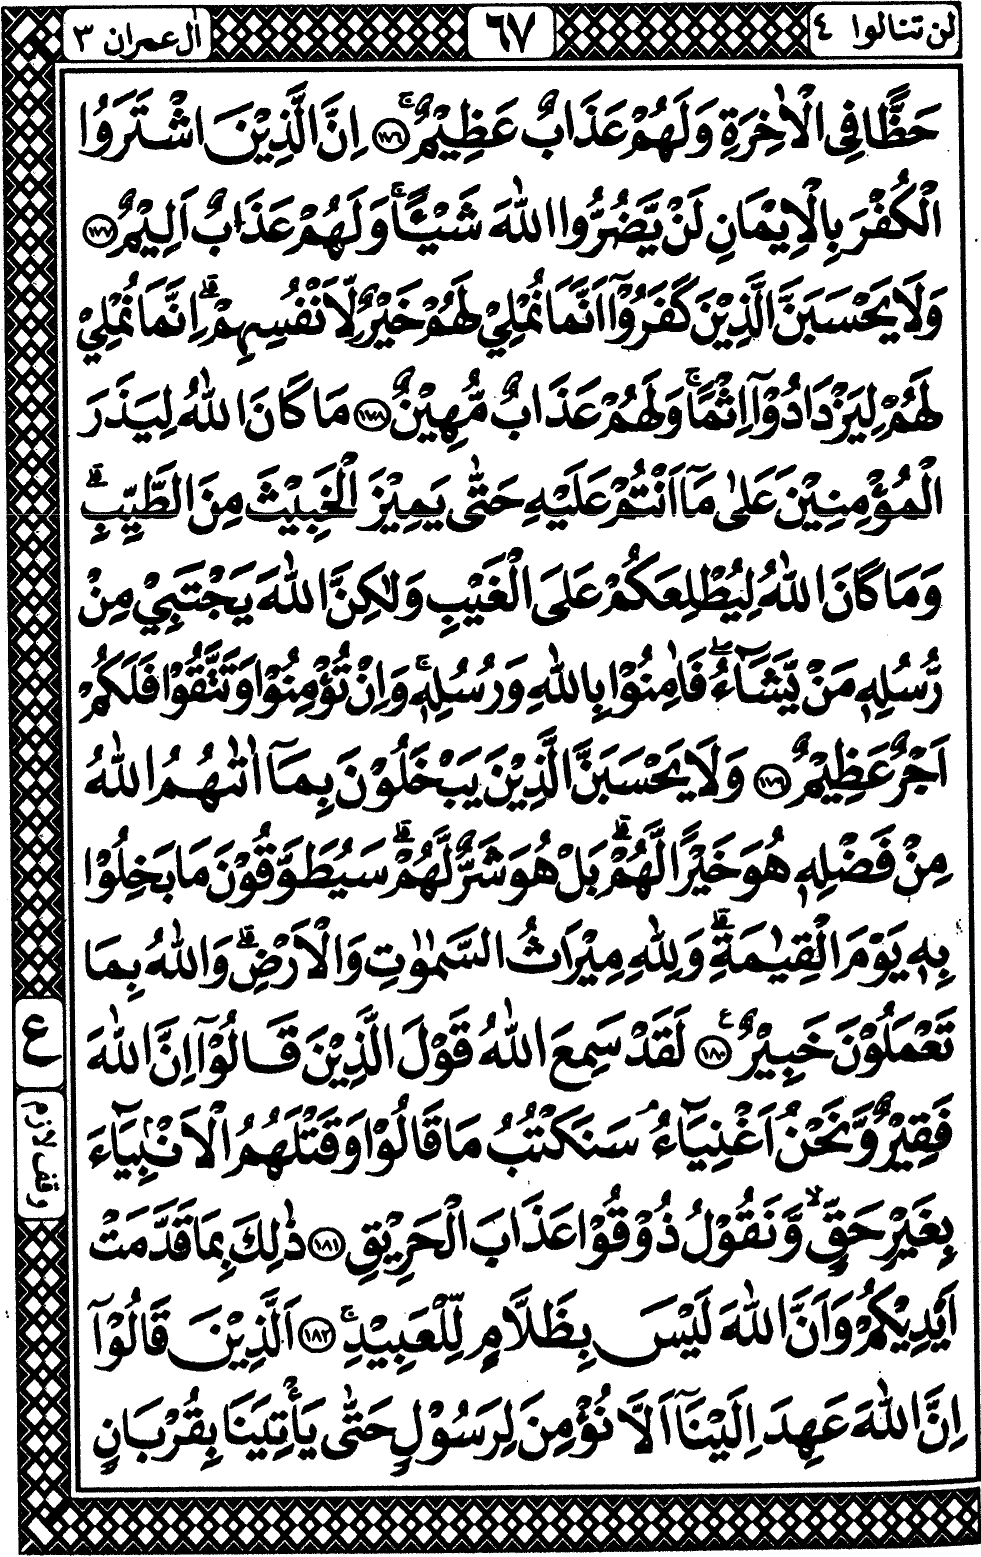 لن تنالوا ٤
٦٧
اٰل عمران ٣
حَظًّا فِى الْاٰخِرَةِ وَلَهُمْ عَذَابٌ عَظِيْمٌۚ ﴿١٧٦﴾ اِنَّ الَّذِيْنَ اشْتَرَوُا
الْكُفْرَ بِالْاِيْمَانِ لَنْ يَّضُرُّوا اللّٰهَ شَيْـًٔاۚ وَلَهُمْ عَذَابٌ اَلِيْمٌ ﴿١٧٧﴾
وَلَا يَحْسَبَنَّ الَّذِيْنَ كَفَرُوْۤا اَنَّمَا نُمْلِيْ لَهُمْ خَيْرٌ لِّاَنْفُسِهِمْؕ اِنَّمَا نُمْلِيْ
لَهُمْ لِيَزْدَادُوْۤا اِثْمًاۚ وَلَهُمْ عَذَابٌ مُّهِيْنٌ ﴿١٧٨﴾ مَا كَانَ اللّٰهُ لِيَذَرَ
الْمُؤْمِنِيْنَ عَلٰى مَاۤ اَنْتُمْ عَلَيْهِ حَتّٰى يَمِيْزَ الْخَبِيْثَ مِنَ الطَّيِّبِؕ
وَمَا كَانَ اللّٰهُ لِيُطْلِعَكُمْ عَلَى الْغَيْبِ وَلٰكِنَّ اللّٰهَ يَجْتَبِيْ مِنْ
رُّسُلِهٖ مَنْ يَّشَآءُ۪ فَاٰمِنُوْا بِاللّٰهِ وَرُسُلِهٖۚ وَاِنْ تُؤْمِنُوْا وَتَتَّقُوْا فَلَكُمْ
اَجْرٌ عَظِيْمٌ ﴿١٧٩﴾ وَلَا يَحْسَبَنَّ الَّذِيْنَ يَبْخَلُوْنَ بِمَاۤ اٰتٰىهُمُ اللّٰهُ
مِنْ فَضْلِهٖ هُوَ خَيْرًا لَّهُمْؕ بَلْ هُوَ شَرٌّ لَّهُمْؕ سَيُطَوَّقُوْنَ مَا بَخِلُوْا
بِهٖ يَوْمَ الْقِيٰمَةِؕ وَلِلّٰهِ مِيْرَاثُ السَّمٰوٰتِ وَالْاَرْضِؕ وَاللّٰهُ بِمَا
تَعْمَلُوْنَ خَبِيْرٌ ﴿١٨٠﴾ ع لَقَدْ سَمِعَ اللّٰهُ قَوْلَ الَّذِيْنَ قَالُوْۤا اِنَّ اللّٰهَ
ع
فَقِيْرٌ وَّنَحْنُ اَغْنِيَآءُۘ سَنَكْتُبُ مَا قَالُوْا وَقَتْلَهُمُ الْاَنْۢبِيَآءَ
وقف لازم
بِغَيْرِ حَقٍّۙ وَّنَقُوْلُ ذُوْقُوْا عَذَابَ الْحَرِيْقِ ﴿١٨١﴾ ذٰلِكَ بِمَا قَدَّمَتْ
اَيْدِيْكُمْ وَاَنَّ اللّٰهَ لَيْسَ بِظَلَّامٍ لِّلْعَبِيْدِۚ ﴿١٨٢﴾ اَلَّذِيْنَ قَالُوْۤا
اِنَّ اللّٰهَ عَهِدَ اِلَيْنَاۤ اَلَّا نُؤْمِنَ لِرَسُوْلٍ حَتّٰى يَأْتِيَنَا بِقُرْبَانٍ